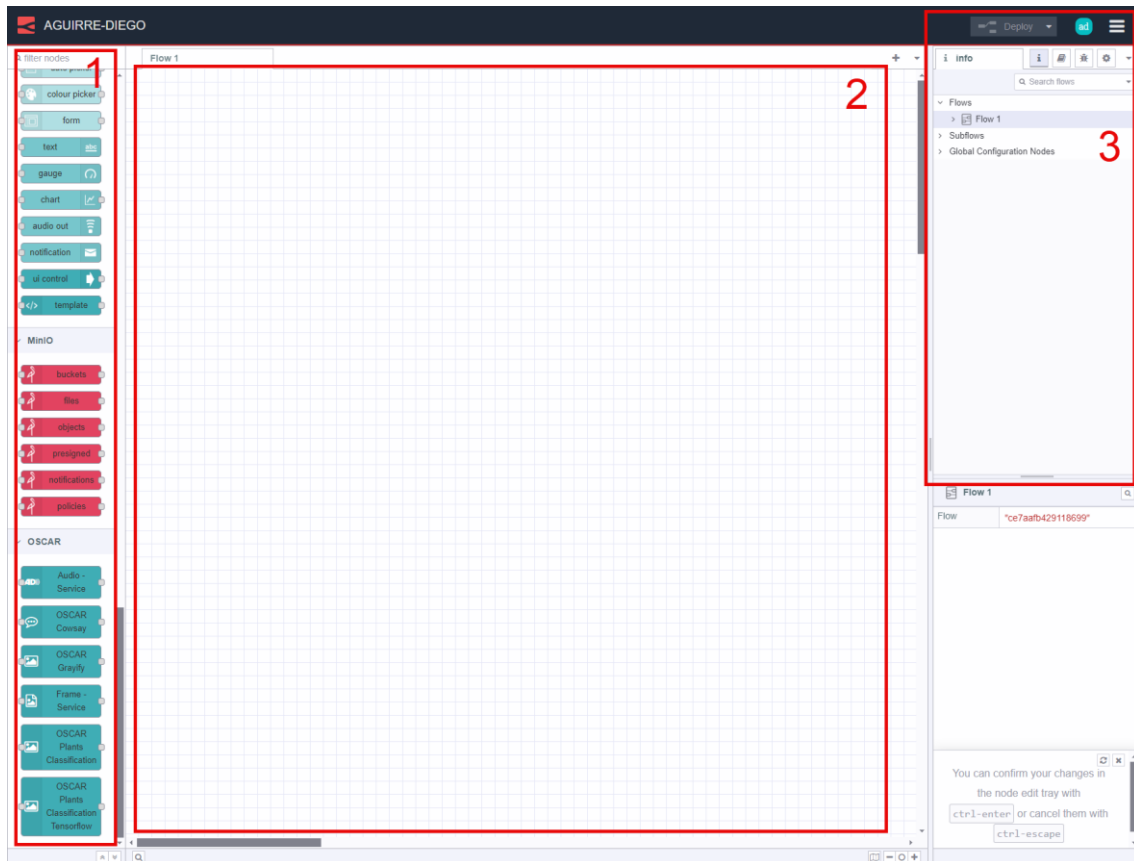 AGUIRRE-DIEGO
Deploy
ad
filter nodes
1
colour picker
form
text
abc
gauge
chart
audio out
notification
ui control
</> template
MinIO
buckets
files
objects
presigned
notifications
policies
OSCAR
Audio -
Service
OSCAR
Cowsay
OSCAR
Grayify
Frame -
Service
OSCAR
Plants
Classification
OSCAR
Plants
Classification
Tensorflow
Flow 1
2
i info
i
Search flows
Flows
Flow 1
Subflows
Global Configuration Nodes
3
Flow 1
Flow "ce7aafb429118699"
You can confirm your changes in
the node edit tray with
ctrl-enter or cancel them with
ctrl-escape